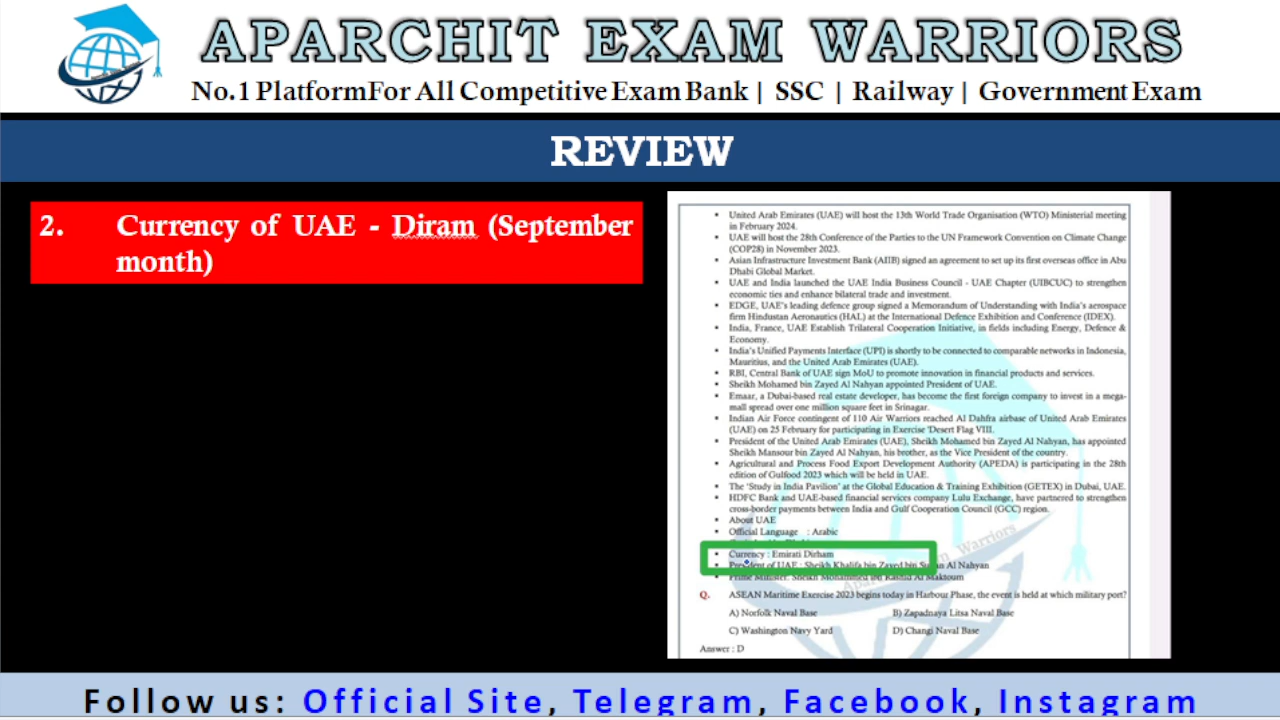 APARCHIT EXAM WARRIORS
No.1 PlatformFor All Competitive Exam Bank | SSC | Railway | Government Exam
REVIEW
2. Currency of UAE - Diram (September
month)
• United Arab Emirates (UAE) will host the 13th World Trade Organisation (WTO) Ministerial meeting
in February 2024.
• UAE will host the 28th Conference of the Parties to the UN Framework Convention on Climate Change
(COP28) in November 2023.
• Asian Infrastructure Investment Bank (AIIB) signed an agreement to set up its first overseas office in Abu
Dhabi Global Market.
• UAE and India launched the UAE India Business Council - UAE Chapter (UIBCUC) to strengthen
economic ties and enhance bilateral trade and investment.
• EDGE, UAE's leading defence group signed a Memorandum of Understanding with India's aerospace
firm Hindustan Aeronautics (HAL) at the International Defence Exhibition and Conference (IDEX).
• India, France, UAE Establish Trilateral Cooperation Initiative, in fields including Energy, Defence &
Economy.
• India's Unified Payments Interface (UPI) is shortly to be connected to comparable networks in Indonesia,
Mauritius, and the United Arab Emirates (UAE).
• RBI, Central Bank of UAE sign MoU to promote innovation in financial products and services.
• Sheikh Mohamed bin Zayed Al Nahyan appointed President of UAE.
• Emaar, a Dubai-based real estate developer, has become the first foreign company to invest in a mega-
mall spread over one million square feet in Srinagar.
• Indian Air Force contingent of 110 Air Warriors reached Al Dahfra airbase of United Arab Emirates
(UAE) on 25 February for participating in Exercise 'Desert Flag VIII.
• President of the United Arab Emirates (UAE), Sheikh Mohamed bin Zayed Al Nahyan, has appointed
Sheikh Mansour bin Zayed Al Nahyan, his brother, as the Vice President of the country.
• Agricultural and Process Food Export Development Authority (APEDA) is participating in the 28th
edition of Gulfood 2023 which will be held in UAE.
• The 'Study in India Pavilion' at the Global Education & Training Exhibition (GETEX) in Dubai, UAE.
• HDFC Bank and UAE-based financial services company Lulu Exchange, have partnered to strengthen
cross-border payments between India and Gulf Cooperation Council (GCC) region.
• About UAE
• Official Language : Arabic
• Currency : Emirati Dirham
• President of UAE : Sheikh Khalifa bin Zayed bin Sultan Al Nahyan
• Prime Minister: Sheikh Mohammed ibn Rashid Al Maktoum
Q. ASEAN Maritime Exercise 2023 begins today in Harbour Phase, the event is held at which military port?
A) Norfolk Naval Base B) Zapadnaya Litsa Naval Base
C) Washington Navy Yard D) Changi Naval Base
Answer : D
Follow us: Official Site, Telegram, Facebook, Instagram